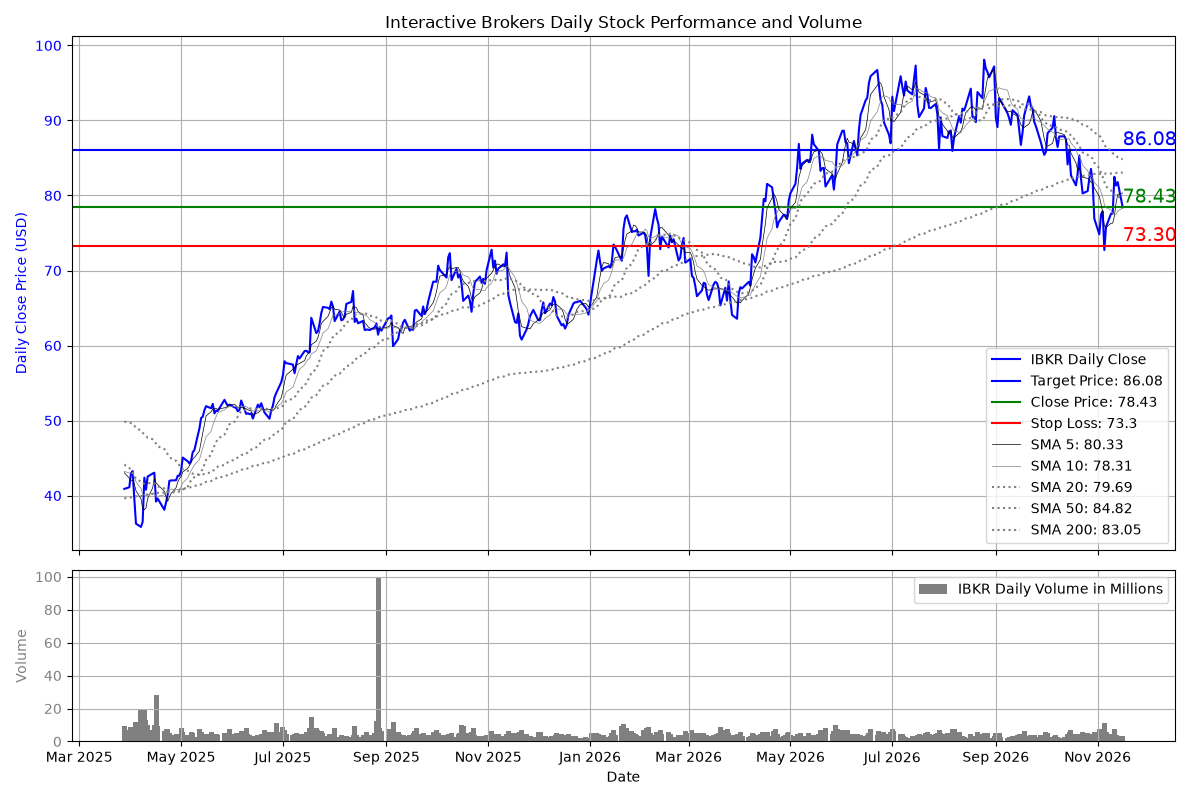 Interactive Brokers Daily Stock Performance and Volume
Daily Close Price (USD)
100
90
80
70
60
50
40
86.08
78.43
73.30
IBKR Daily Close
Target Price: 86.08
Close Price: 78.43
Stop Loss: 73.3
SMA 5: 80.33
SMA 10: 78.31
SMA 20: 79.69
SMA 50: 84.82
SMA 200: 83.05
Volume
100
80
60
40
20
0
IBKR Daily Volume in Millions
Mar 2025 May 2025 Jul 2025 Sep 2025 Nov 2025 Jan 2026 Mar 2026 May 2026 Jul 2026 Sep 2026 Nov 2026
Date